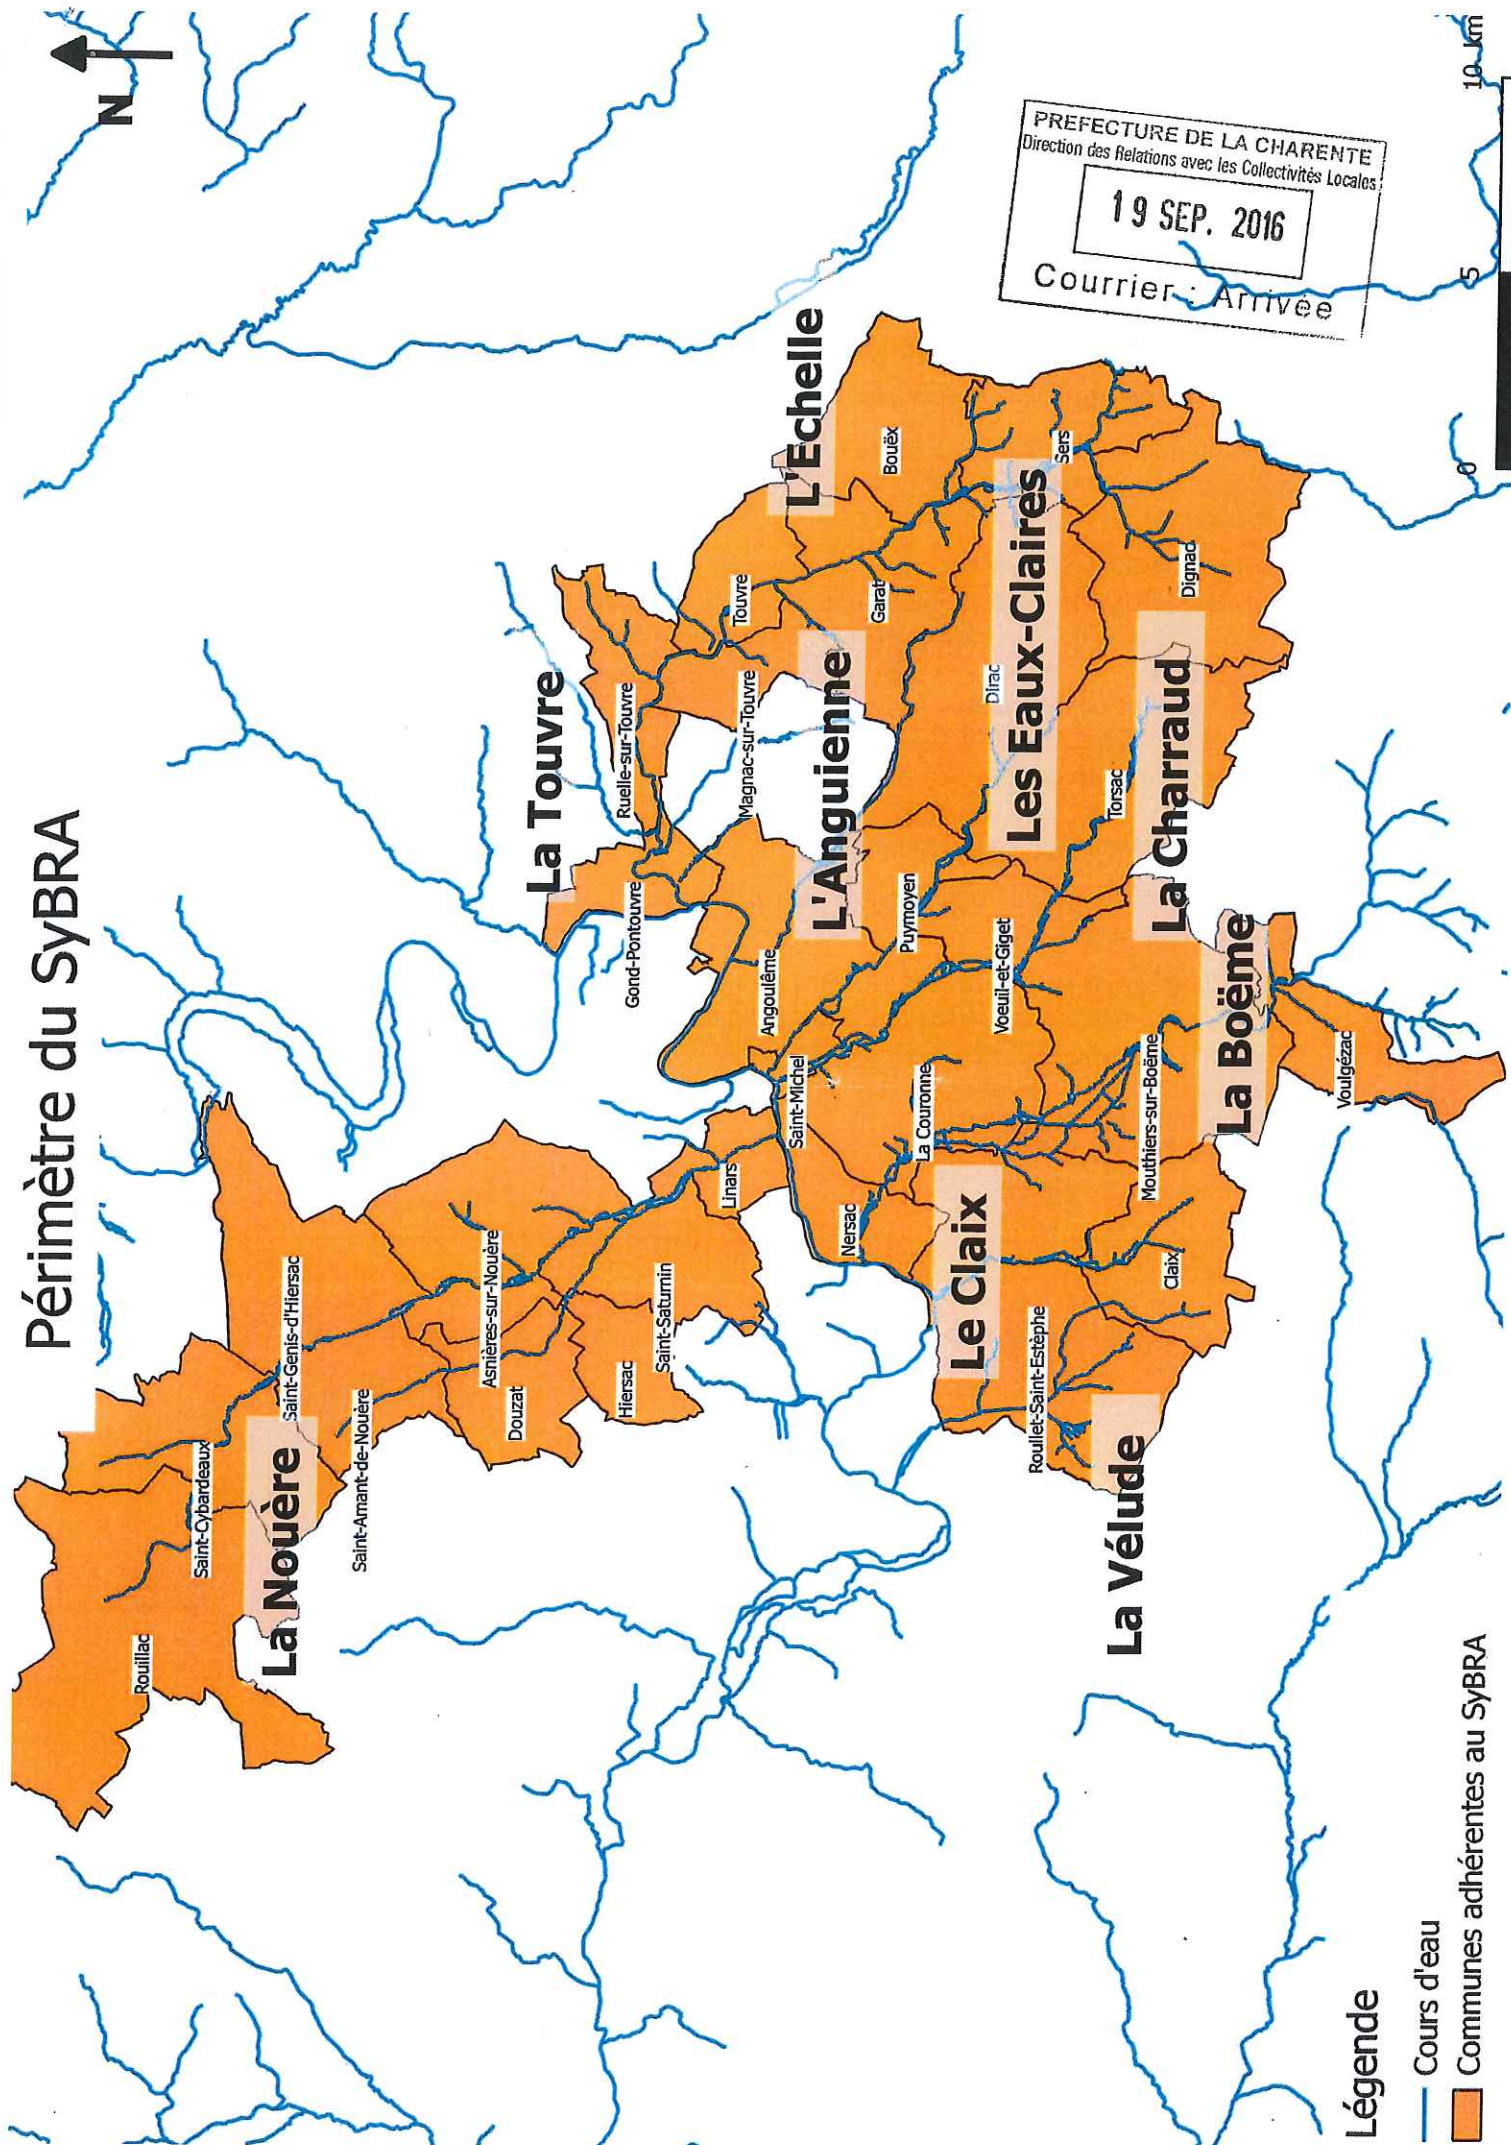 Périmètre du SyBRA
N
Rouillac
Saint-Cybardeaux
La Nouère
Saint-Genis-d'Hiersac
Saint-Amant-de-Nouère
Asnières-sur-Nouère
Douzat
Hiersac
Saint-Saturnin
Linars
La Touvre
Gond-Pontouvre
Ruelle-sur-Touvre
Touvre
Magnac-sur-Touvre
L'Echelle
Angoulême
L'Anguienne
Garat
Bouëx
Saint-Michel
Nersac
La Couronne
Puymoyen
Dirac
Les Eaux-Claires
Sers
Le Claix
Voeuil-et-Giget
Torsac
Dignac
Roullet-Saint-Estèphe
Claix
Mouthiers-sur-Boëme
La Charraud
La Vélude
La Boëme
Voulgézac
PREFECTURE DE LA CHARENTE
Direction des Relations avec les Collectivités Locales
19 SEP. 2016
Courrier : Arrivée
Légende
Cours d'eau
Communes adhérentes au SyBRA
0 5 10 km